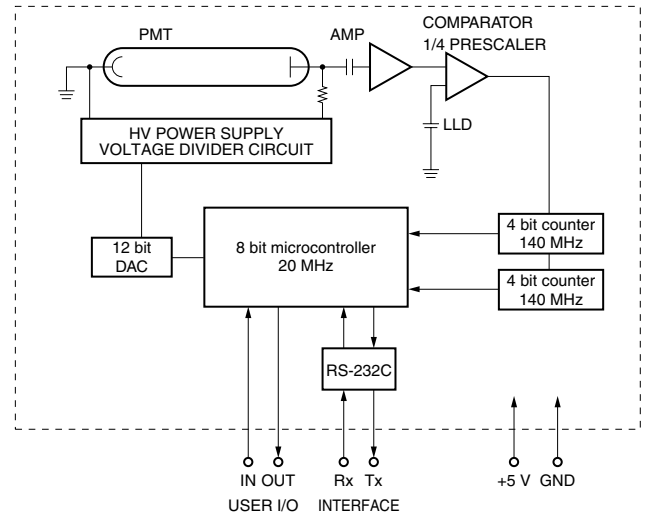 PMT
AMP
COMPARATOR
1/4 PRESCALER
LLD
HV POWER SUPPLY
VOLTAGE DIVIDER CIRCUIT
12 bit
DAC
8 bit microcontroller
20 MHz
4 bit counter
140 MHz
4 bit counter
140 MHz
RS-232C
IN OUT
USER I/O
Rx Tx
INTERFACE
+5 V GND